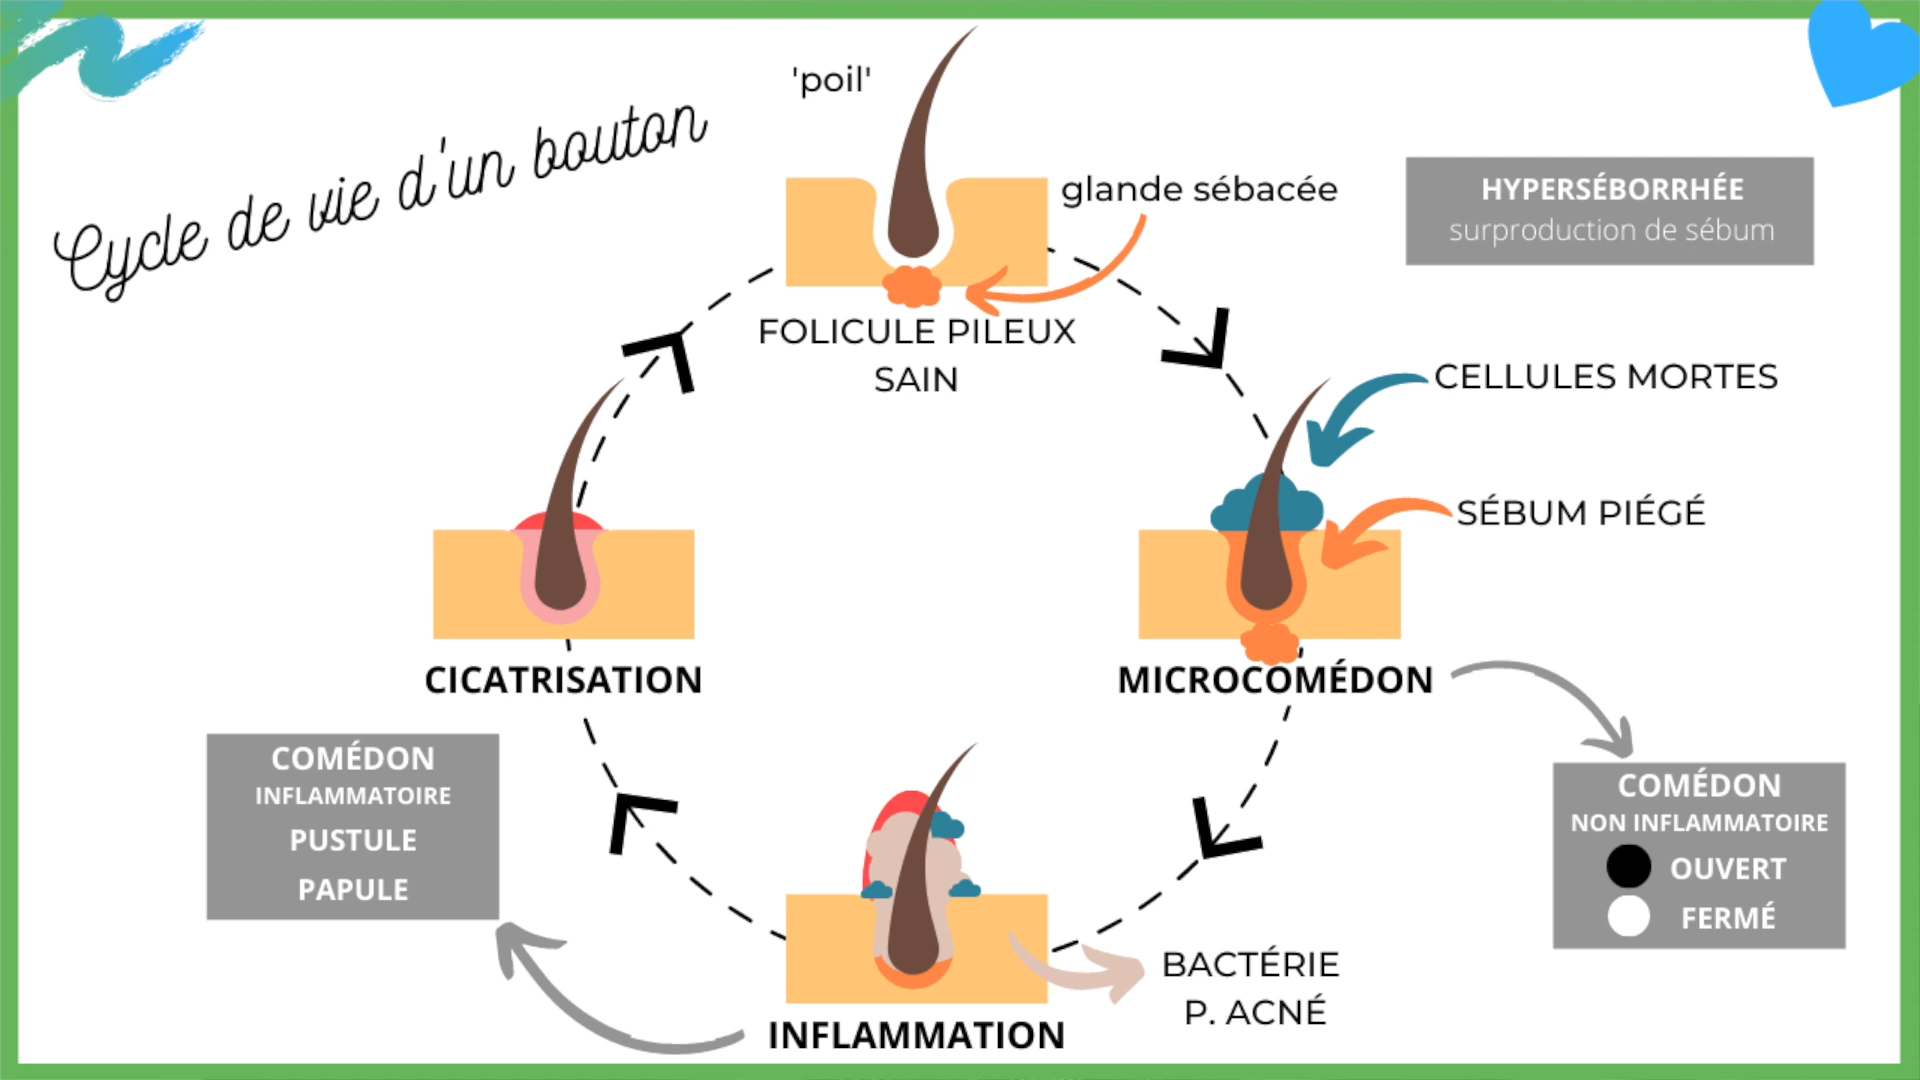 Cycle de vie d'un bouton
'poil'
glande sébacée
FOLICULE PILEUX
SAIN
HYPERSÉBORRHÉE
surproduction de sébum
CELLULES MORTES
SÉBUM PIÉGÉ
MICROCOMÉDON
COMÉDON
NON INFLAMMATOIRE
OUVERT
FERMÉ
BACTÉRIE
P. ACNÉ
INFLAMMATION
COMÉDON
INFLAMMATOIRE
PUSTULE
PAPULE
CICATRISATION